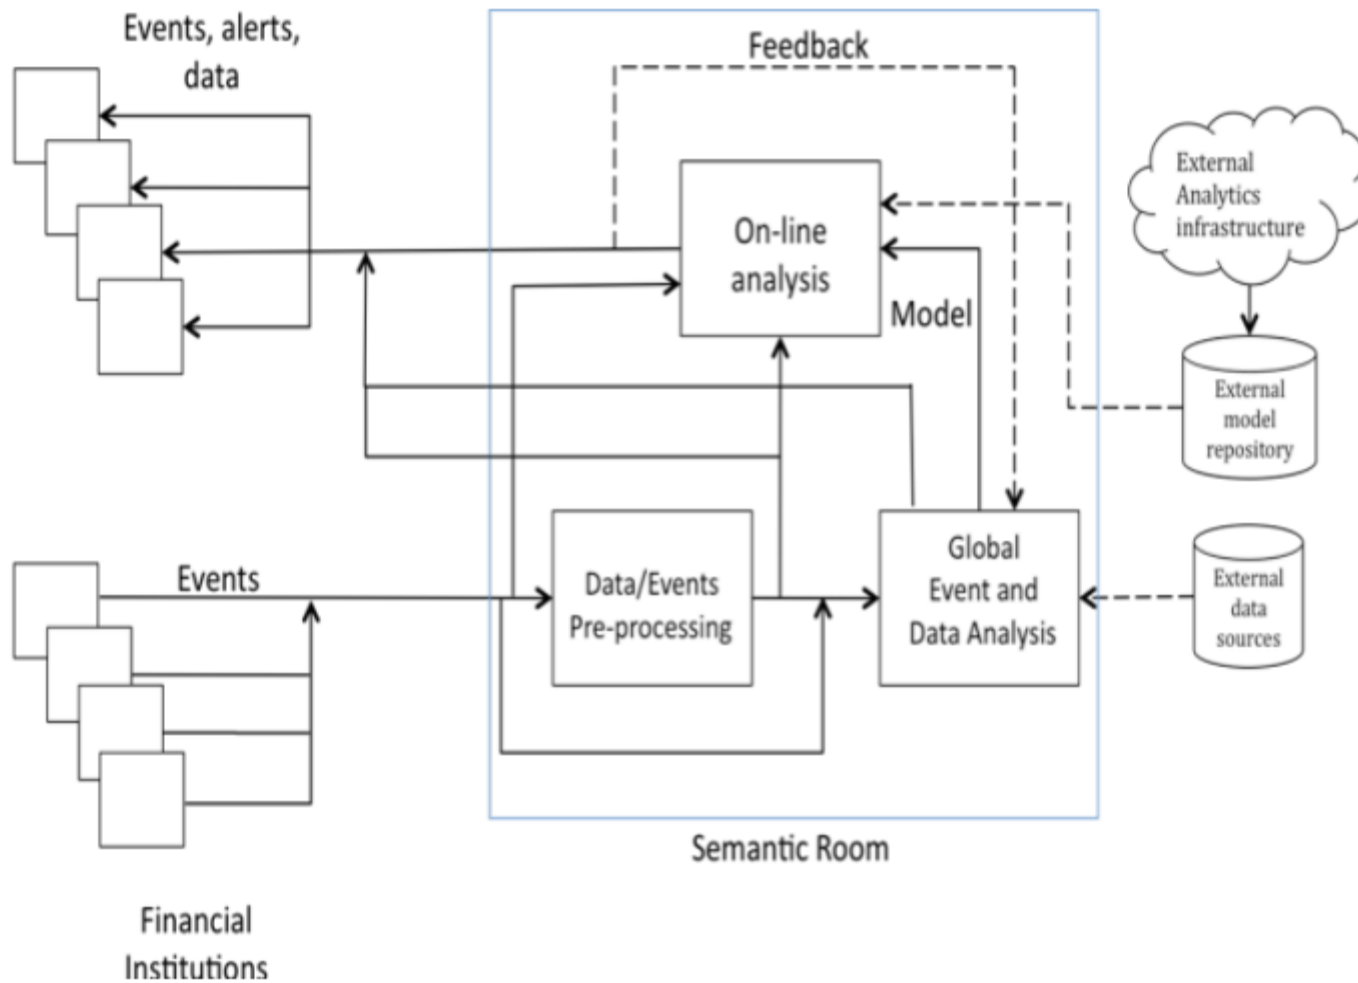 Events, alerts,
data
Feedback
External
Analytics
infrastructure
On-line
analysis
Model
External
model
repository
Events
Data/Events
Pre-processing
Global
Event and
Data Analysis
External
data
sources
Semantic Room
Financial
Institutions